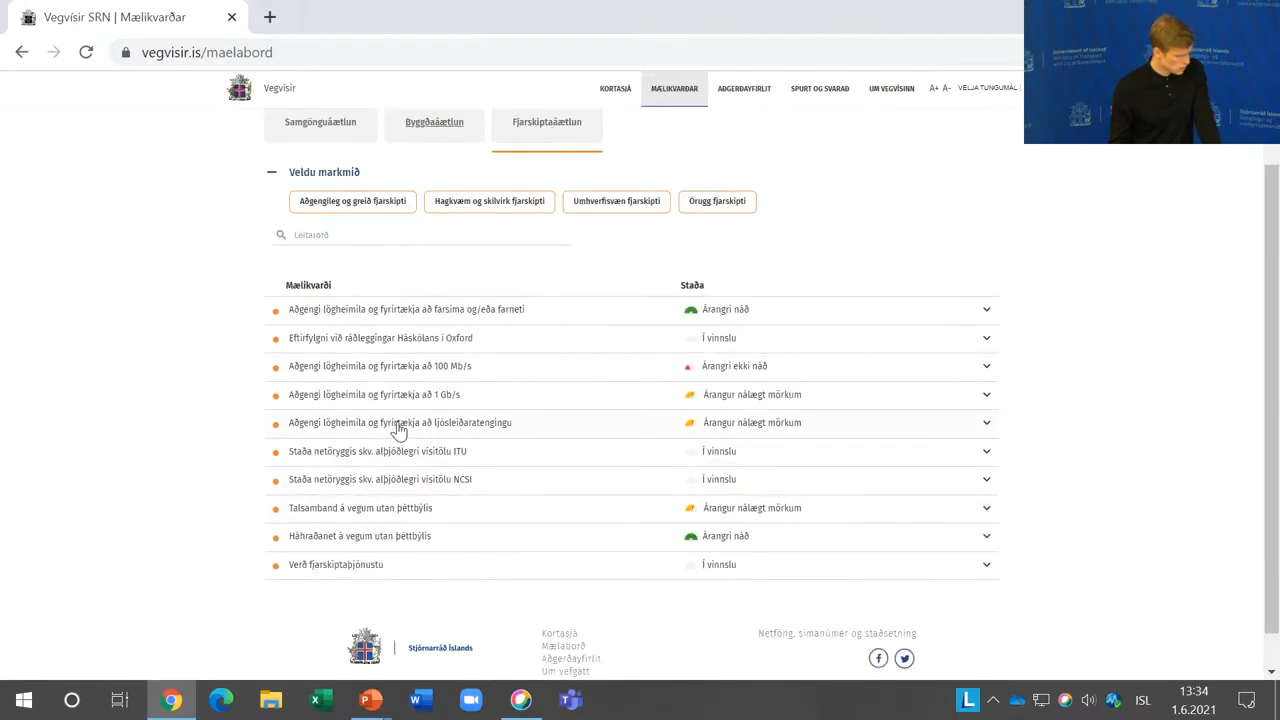 Vegvísir SRN | Mælikvarðar
vegvisir.is/maelabord
Government of Iceland
Vegvísir
KORTASJÁ
MÆLIKVARÐAR
AÐGERÐAYFIRLIT
SPURT OG SVARAÐ
UM VEGVÍSINN
A+ A-
VELJA TUNGUMÁL |
Samgönguáætlun
Byggðaáætlun
Fjarskiptaáætlun
Veldu markmið
Aðgengileg og greið fjarskipti
Hagkvæm og skilvirk fjarskipti
Umhverfisvæn fjarskipti
Örugg fjarskipti
Leitarorð
Mælikvarði
Staða
Aðgengi lögheimila og fyrirtækja að farsíma og/eða farneti
Árangri náð
Eftirfylgni við ráðleggingar Háskólans í Oxford
Í vinnslu
Aðgengi lögheimila og fyrirtækja að 100 Mb/s
Árangri ekki náð
Aðgengi lögheimila og fyrirtækja að 1 Gb/s
Árangur nálægt mörkum
Aðgengi lögheimila og fyrirtækja að ljósleiðaratengingu
Árangur nálægt mörkum
Staða netöryggis skv. alþjóðlegri vísitölu ITU
Í vinnslu
Staða netöryggis skv. alþjóðlegri vísitölu NCSI
Í vinnslu
Talsamband á vegum utan þéttbýlis
Árangur nálægt mörkum
Háhraðanet á vegum utan þéttbýlis
Árangri náð
Verð fjarskiptaþjónustu
Í vinnslu
Stjórnarráð Íslands
Kortasjá
Mælaborð
Aðgerðayfirlit
Um vefgátt
Netföng, símanúmer og staðsetning
ISL
13:34
1.6.2021